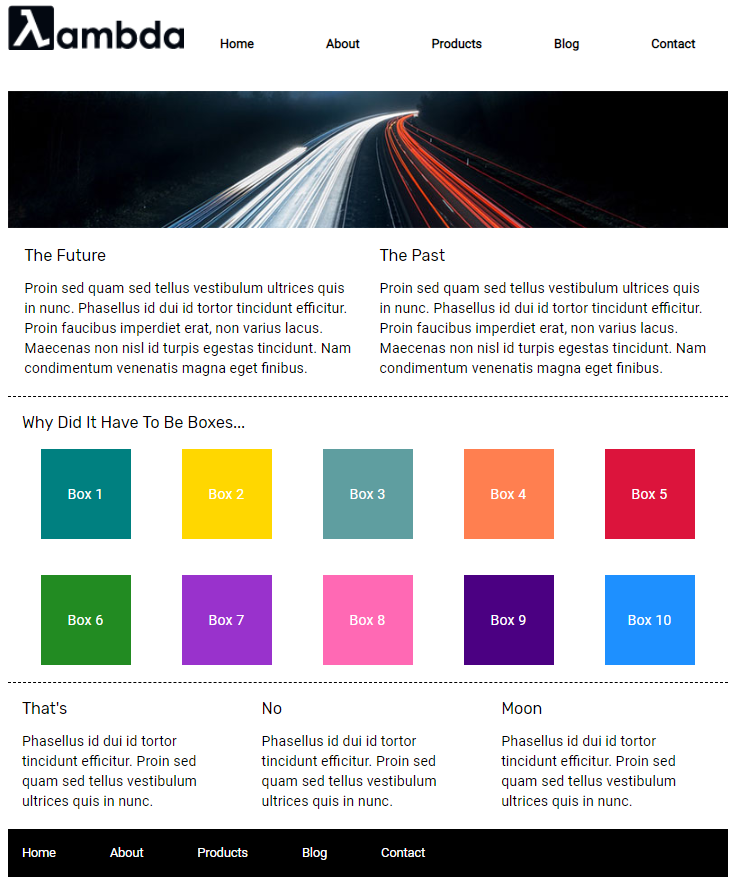 λambda
Home About Products Blog Contact
The Future
Proin sed quam sed tellus vestibulum ultrices quis
in nunc. Phasellus id dui id tortor tincidunt efficitur.
Proin faucibus imperdiet erat, non varius lacus.
Maecenas non nisl id turpis egestas tincidunt. Nam
condimentum venenatis magna eget finibus.
The Past
Proin sed quam sed tellus vestibulum ultrices quis
in nunc. Phasellus id dui id tortor tincidunt efficitur.
Proin faucibus imperdiet erat, non varius lacus.
Maecenas non nisl id turpis egestas tincidunt. Nam
condimentum venenatis magna eget finibus.
Why Did It Have To Be Boxes...
Box 1
Box 2
Box 3
Box 4
Box 5
Box 6
Box 7
Box 8
Box 9
Box 10
That's
Phasellus id dui id tortor
tincidunt efficitur. Proin sed
quam sed tellus vestibulum
ultrices quis in nunc.
No
Phasellus id dui id tortor
tincidunt efficitur. Proin sed
quam sed tellus vestibulum
ultrices quis in nunc.
Moon
Phasellus id dui id tortor
tincidunt efficitur. Proin sed
quam sed tellus vestibulum
ultrices quis in nunc.
Home About Products Blog Contact